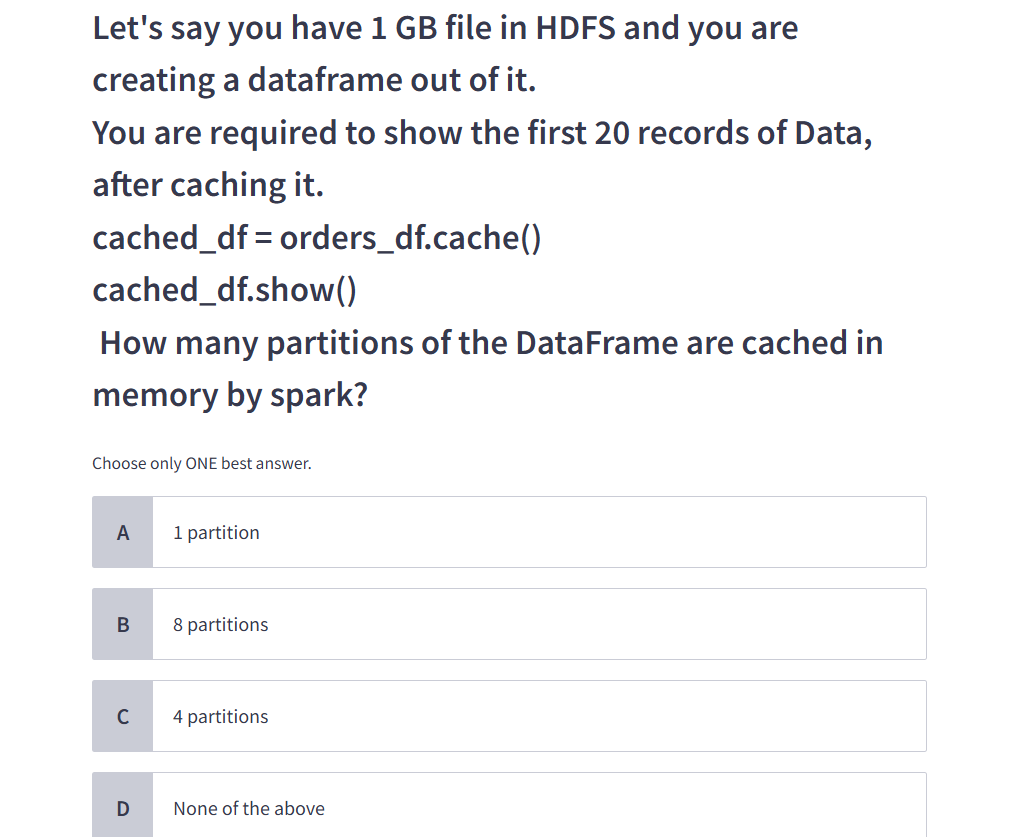 Let's say you have 1 GB file in HDFS and you are
creating a dataframe out of it.
You are required to show the first 20 records of Data,
after caching it.
cached_df = orders_df.cache()
cached_df.show()
How many partitions of the DataFrame are cached in
memory by spark?
Choose only ONE best answer.
A 1 partition
B 8 partitions
C 4 partitions
D None of the above